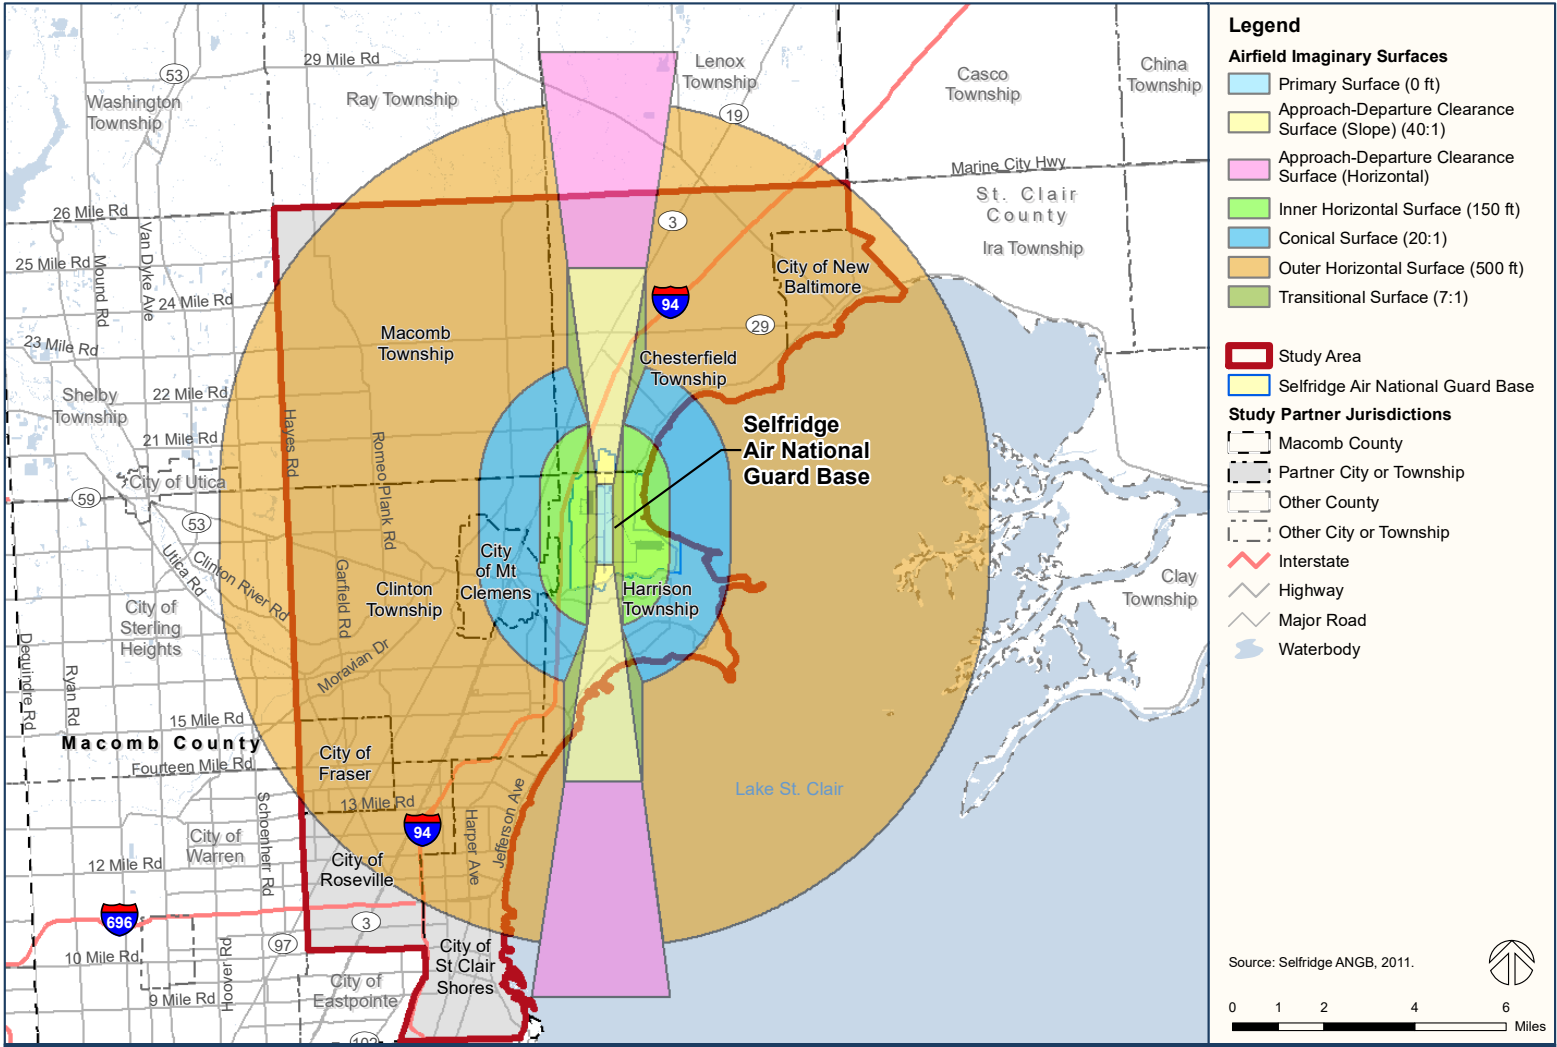 29 Mile Rd
53
Washington
Township
Ray Township
Lenox
Township
19
Casco
Township
China
Township
Marine City Hwy
St. Clair
County
Ira Township
26 Mile Rd
Van Dyke Ave
25 Mile Rd
Mound Rd
24 Mile Rd
23 Mile Rd
3
94
City of New
Baltimore
29
Macomb
Township
Chesterfield
Township
Shelby
Township
22 Mile Rd
21 Mile Rd
Hayes Rd
Romeo Plank Rd
Selfridge
Air National
Guard Base
City of Utica
59
53
Utica Rd
Clinton River Rd
Garfield Rd
City
of Mt
Clemens
Clinton
Township
Harrison
Township
Clay
Township
City of
Sterling
Heights
Dequindre Rd
Ryan Rd
Moravian Dr
15 Mile Rd
Macomb County
Fourteen Mile Rd
City of
Fraser
13 Mile Rd
Schoenherr Rd
94
Harper Ave
Jefferson Ave
Lake St. Clair
City of
Warren
12 Mile Rd
City of
Roseville
696
3
97
10 Mile Rd
Hoover Rd
9 Mile Rd
City of
Eastpointe
City of
St Clair
Shores
102
Legend
Airfield Imaginary Surfaces
Primary Surface (0 ft)
Approach-Departure Clearance
Surface (Slope) (40:1)
Approach-Departure Clearance
Surface (Horizontal)
Inner Horizontal Surface (150 ft)
Conical Surface (20:1)
Outer Horizontal Surface (500 ft)
Transitional Surface (7:1)
Study Area
Selfridge Air National Guard Base
Study Partner Jurisdictions
Macomb County
Partner City or Township
Other County
Other City or Township
Interstate
Highway
Major Road
Waterbody
Source: Selfridge ANGB, 2011.
0 1 2 4 6
Miles